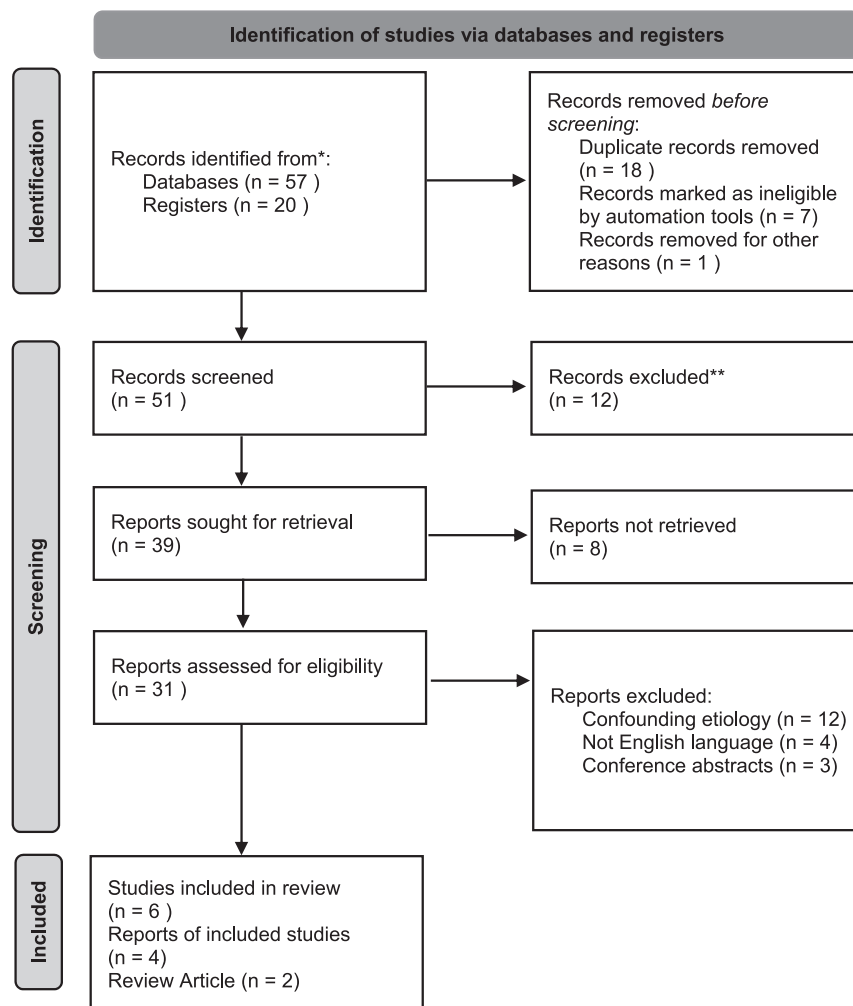 Identification of studies via databases and registers
Identification
Records identified from*:
Databases (n = 57 )
Registers (n = 20 )
Records removed before
screening:
Duplicate records removed
(n = 18 )
Records marked as ineligible
by automation tools (n = 7)
Records removed for other
reasons (n = 1 )
Screening
Records screened
(n = 51 )
Records excluded**
(n = 12)
Reports sought for retrieval
(n = 39)
Reports not retrieved
(n = 8)
Reports assessed for eligibility
(n = 31 )
Reports excluded:
Confounding etiology (n = 12)
Not English language (n = 4)
Conference abstracts (n = 3)
Included
Studies included in review
(n = 6 )
Reports of included studies
(n = 4)
Review Article (n = 2)